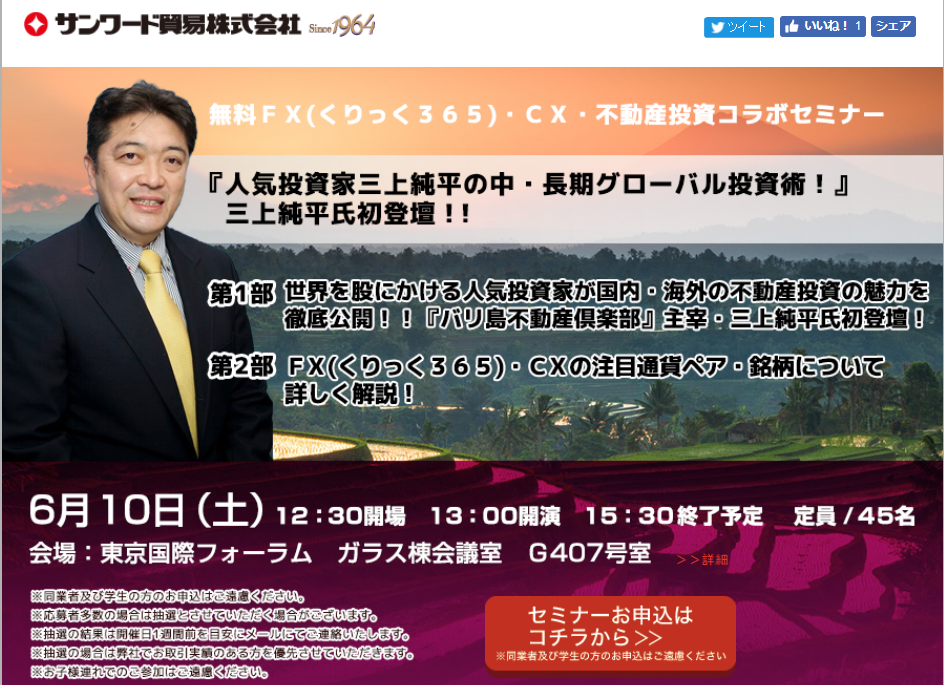 サンワード貿易株式会社 Since1964
ツイート いいね！ 1 シェア
無料ＦＸ(くりっく３６５)・ＣＸ・不動産投資コラボセミナー
『人気投資家三上純平の中・長期グローバル投資術！』
三上純平氏初登壇！！
第1部 世界を股にかける人気投資家が国内・海外の不動産投資の魅力を
徹底公開！！『バリ島不動産倶楽部』主宰・三上純平氏初登壇！
第2部 ＦＸ(くりっく３６５)・ＣＸの注目通貨ペア・銘柄について
詳しく解説！
6月10日（土）12：30開場 13：00開演 15：30終了予定 定員/45名
会場：東京国際フォーラム ガラス棟会議室 G407号室 ＞＞詳細
※同業者及び学生の方のお申込はご遠慮ください。
※応募者多数の場合は抽選とさせていただく場合がございます。
※抽選の結果は開催日1週間前を目安にメールにてご連絡いたします。
※抽選の場合は弊社でお取引実績のある方を優先させていただきます。
※お子様連れでのご参加はご遠慮ください。
セミナーお申込は
コチラから＞＞
※同業者及び学生の方のお申込はご遠慮ください